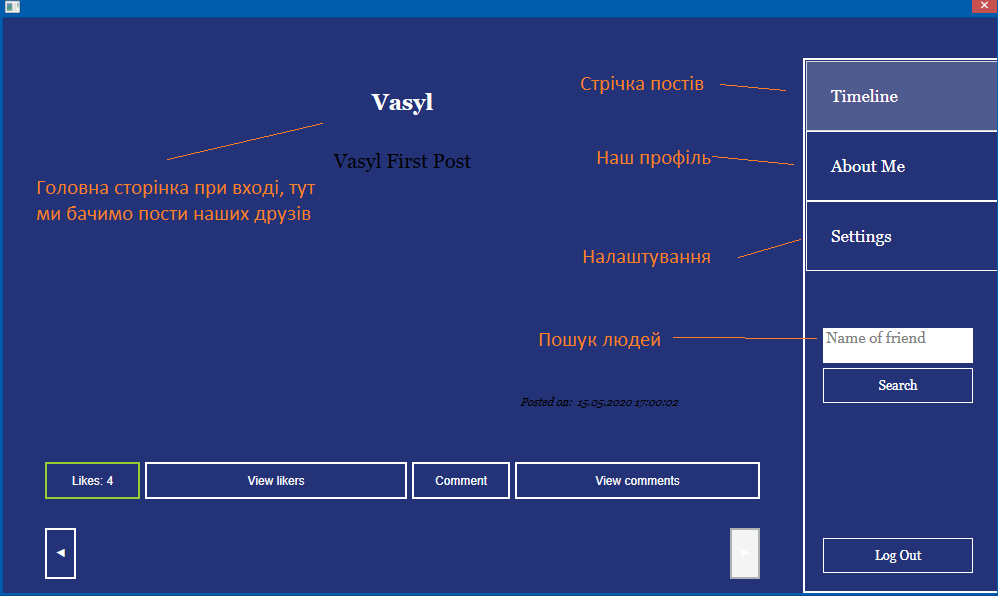 Стрічка постів
Timeline
Vasyl
Наш профіль
About Me
Vasyl First Post
Головна сторінка при вході, тут
ми бачимо пости наших друзів
Settings
Налаштування
Пошук людей
Name of friend
Search
Posted on: 15.05.2020 17:00:02
Likes: 4
View likers
Comment
View comments
Log Out